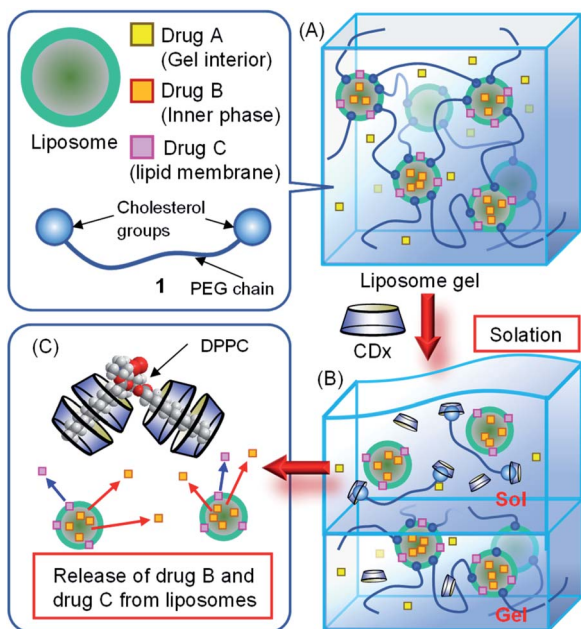 Liposome
Drug A
(Gel interior)
Drug B
(Inner phase)
Drug C
(lipid membrane)
Cholesterol
groups
1
PEG chain
(A)
Liposome gel
CDx
Solation
(B)
Sol
Gel
(C)
DPPC
Release of drug B and
drug C from liposomes